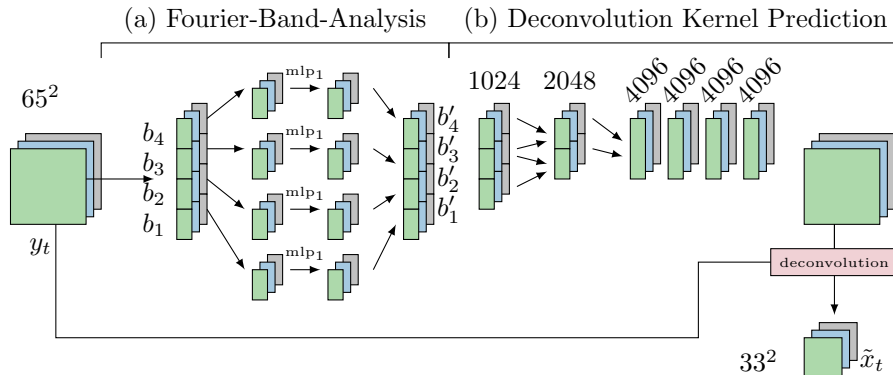 (a) Fourier-Band-Analysis
(b) Deconvolution Kernel Prediction
65²
1024
2048
4096
4096
4096
4096
mlp₁
mlp₁
mlp₁
mlp₁
b₄
b₃
b₂
b₁
b′₄
b′₃
b′₂
b′₁
yₜ
deconvolution
33²
x̃ₜ